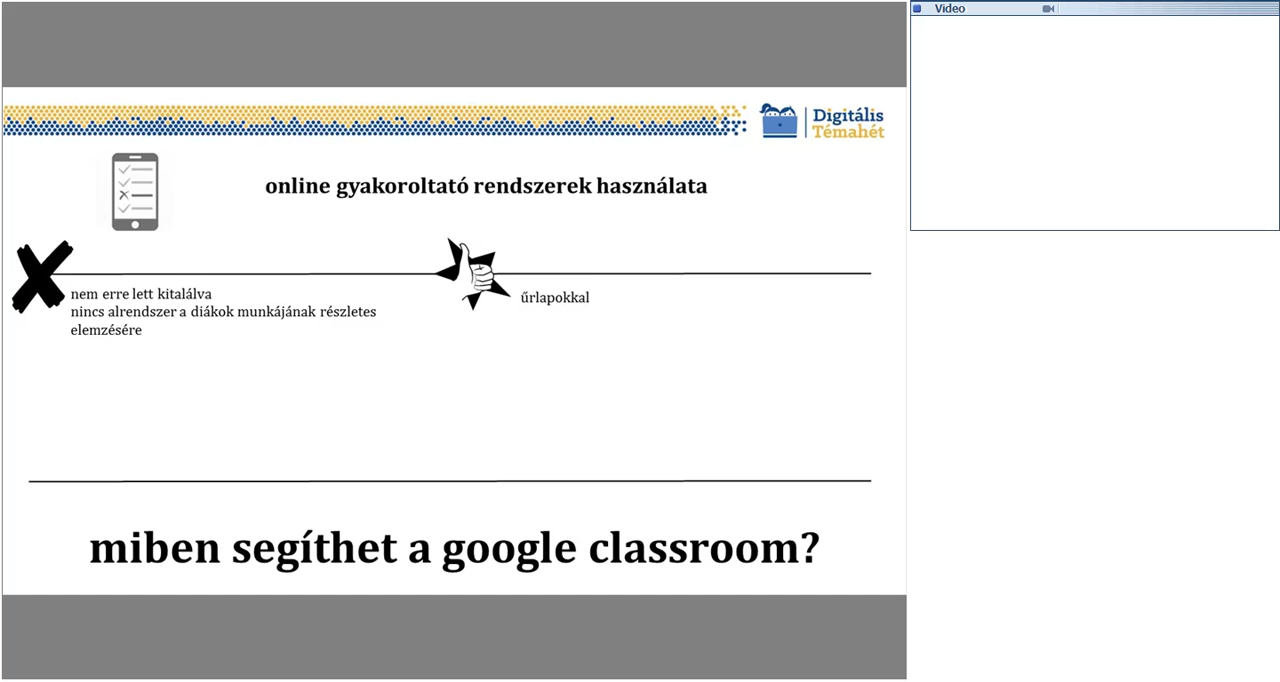 Video
Digitális
Témahét
online gyakoroltató rendszerek használata
nem erre lett kitalálva
nincs alrendszer a diákok munkájának részletes
elemzésére
űrlapokkal
miben segíthet a google classroom?